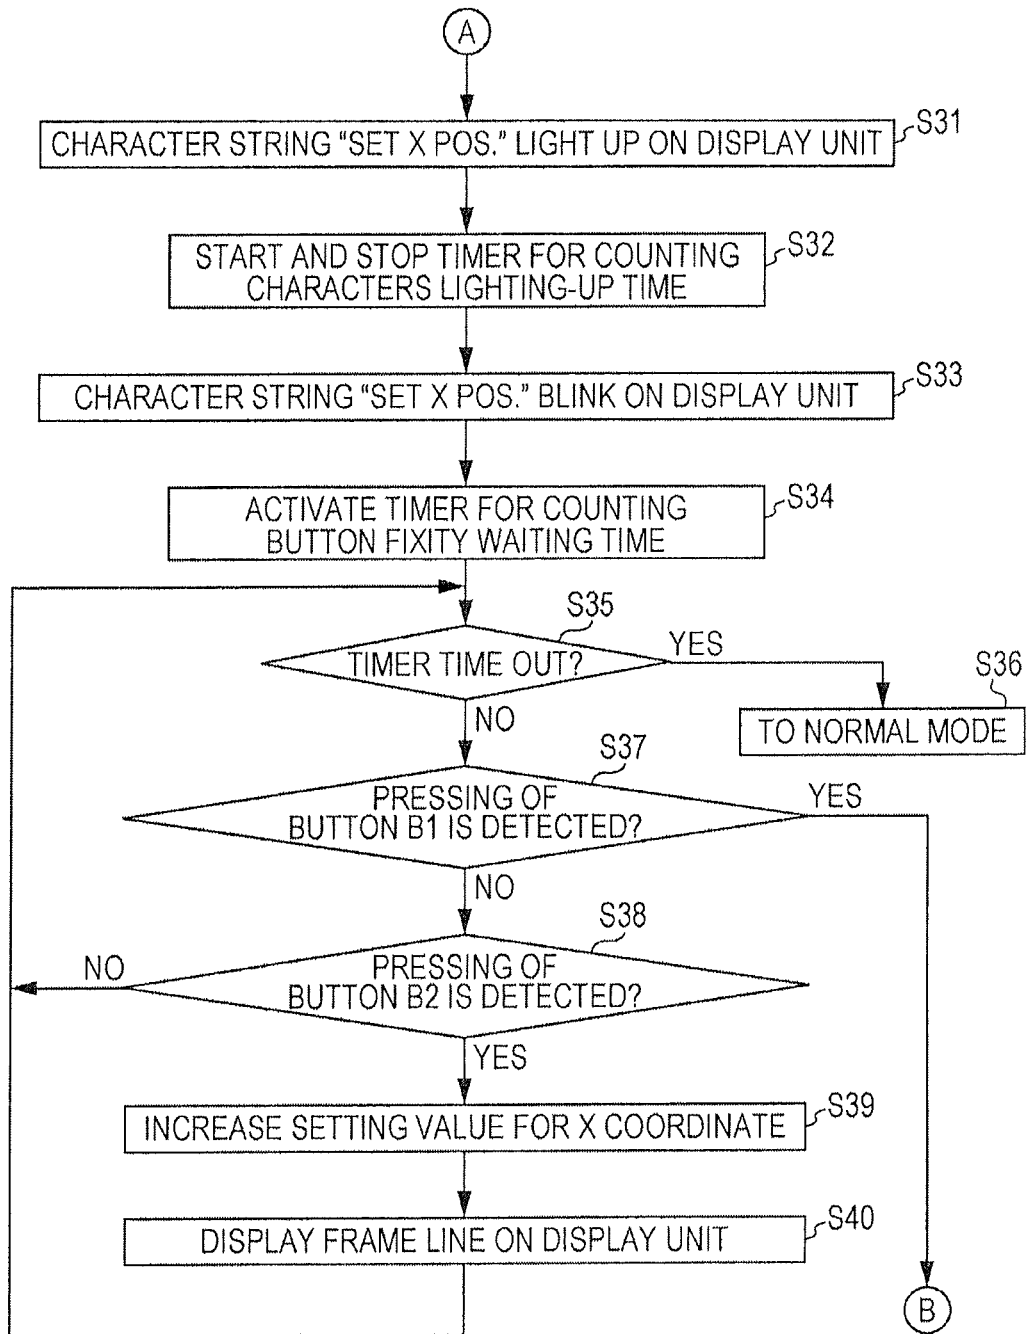 A
CHARACTER STRING "SET X POS." LIGHT UP ON DISPLAY UNIT
S31
START AND STOP TIMER FOR COUNTING
CHARACTERS LIGHTING-UP TIME
S32
CHARACTER STRING "SET X POS." BLINK ON DISPLAY UNIT
S33
ACTIVATE TIMER FOR COUNTING
BUTTON FIXITY WAITING TIME
S34
S35
TIMER TIME OUT?
YES
S36
TO NORMAL MODE
NO
S37
PRESSING OF
BUTTON B1 IS DETECTED?
YES
NO
S38
PRESSING OF
BUTTON B2 IS DETECTED?
NO
YES
INCREASE SETTING VALUE FOR X COORDINATE
S39
DISPLAY FRAME LINE ON DISPLAY UNIT
S40
B